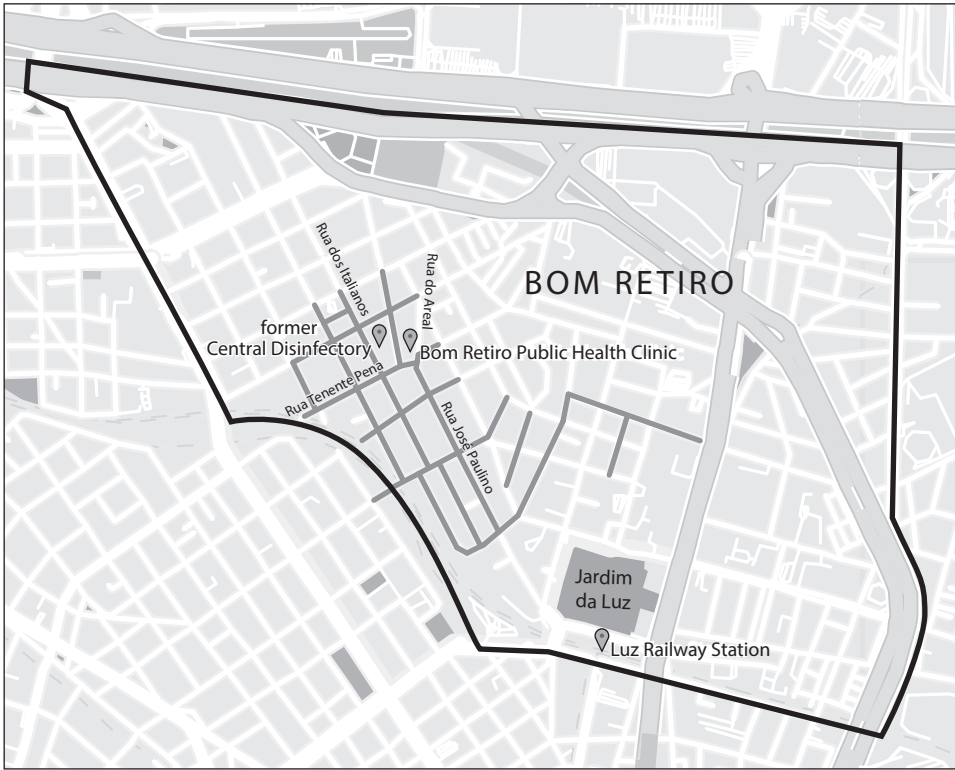 Rua dos Italianos
Rua do Areal
BOM RETIRO
former
Central Disinfectory
Bom Retiro Public Health Clinic
Rua Tenente Pena
Rua José Paulino
Jardim
da Luz
Luz Railway Station